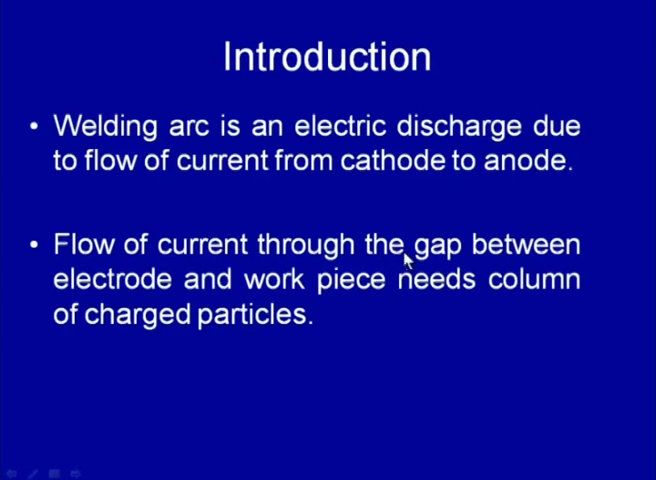 Introduction
• Welding arc is an electric discharge due
to flow of current from cathode to anode.
• Flow of current through the gap between
electrode and work piece needs column
of charged particles.